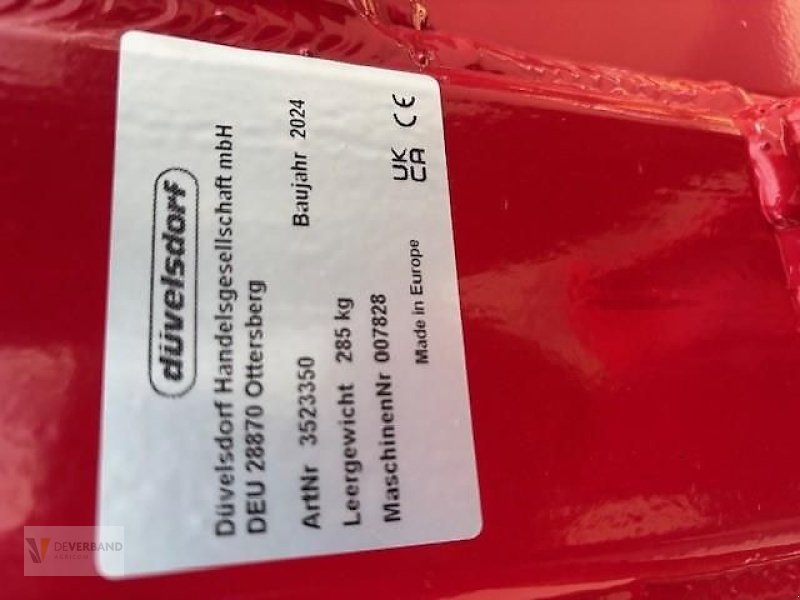 düvelsdorf
Düvelsdorf Handelsgesellschaft mbH
DEU 28870 Ottersberg
ArtNr 3523350 Baujahr 2024
Leergewicht 285 kg
MaschinenNr 007828
Made in Europe
UK
CA
CE
DEVERBAND
AGRICOM